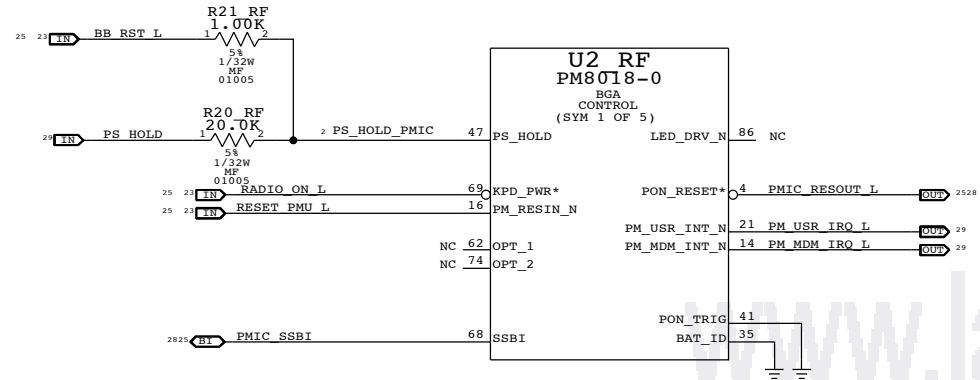 R21_RF
1.00K
25 23 IN BB_RST_L 1 2
5%
1/32W
MF
01005
U2_RF
PM8018-0
BGA
CONTROL
(SYM 1 OF 5)
R20_RF
20.0K
29 IN PS_HOLD 1 2
5%
1/32W
MF
01005
2 PS_HOLD_PMIC 47 PS_HOLD
LED_DRV_N 86 NC
25 23 IN RADIO_ON_L 69 KPD_PWR*
PON_RESET* 4 PMIC_RESOUT_L OUT 2528
25 23 IN RESET_PMU_L 16 PM_RESIN_N
PM_USR_INT_N 21 PM_USR_IRQ_L OUT 29
NC 62 OPT_1
PM_MDM_INT_N 14 PM_MDM_IRQ_L OUT 29
NC 74 OPT_2
PON_TRIG 41
2825 BI PMIC_SSBI 68 SSBI
BAT_ID 35
www.